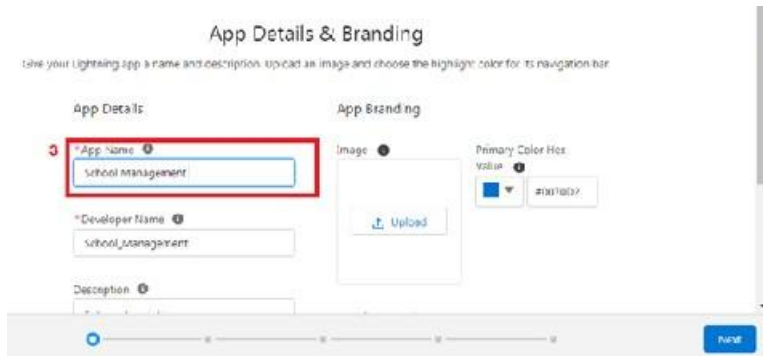 App Details & Branding
Give your Lightning app a name and description. Upload an image and choose the highlight color for its navigation bar.
App Details
App Branding
3
*App Name
School Management
Image
Primary Color Hex
Value
#0070D2
Upload
*Developer Name
School_Management
Description
Next